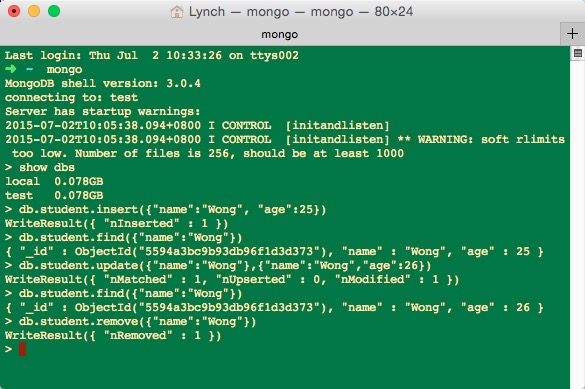 Lynch — mongo — mongo — 80×24
mongo
Last login: Thu Jul  2 10:33:26 on ttys002
➜  ~  mongo
MongoDB shell version: 3.0.4
connecting to: test
Server has startup warnings:
2015-07-02T10:05:38.094+0800 I CONTROL  [initandlisten]
2015-07-02T10:05:38.094+0800 I CONTROL  [initandlisten] ** WARNING: soft rlimits
 too low. Number of files is 256, should be at least 1000
> show dbs
local  0.078GB
test   0.078GB
> db.student.insert({"name":"Wong", "age":25})
WriteResult({ "nInserted" : 1 })
> db.student.find({"name":"Wong"})
{ "_id" : ObjectId("5594a3bc9b93db96f1d3d373"), "name" : "Wong", "age" : 25 }
> db.student.update({"name":"Wong"},{"name":"Wong","age":26})
WriteResult({ "nMatched" : 1, "nUpserted" : 0, "nModified" : 1 })
> db.student.find({"name":"Wong"})
{ "_id" : ObjectId("5594a3bc9b93db96f1d3d373"), "name" : "Wong", "age" : 26 }
> db.student.remove({"name":"Wong"})
WriteResult({ "nRemoved" : 1 })
>